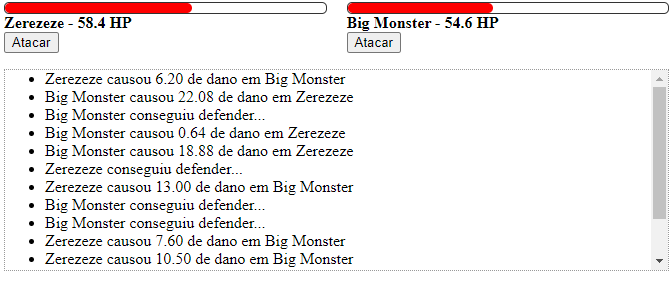 Zerezeze - 58.4 HP
Big Monster - 54.6 HP
Atacar
Atacar
Zerezeze causou 6.20 de dano em Big Monster
Big Monster causou 22.08 de dano em Zerezeze
Big Monster conseguiu defender...
Big Monster causou 0.64 de dano em Zerezeze
Big Monster causou 18.88 de dano em Zerezeze
Zerezeze conseguiu defender...
Zerezeze causou 13.00 de dano em Big Monster
Big Monster conseguiu defender...
Big Monster conseguiu defender...
Zerezeze causou 7.60 de dano em Big Monster
Zerezeze causou 10.50 de dano em Big Monster